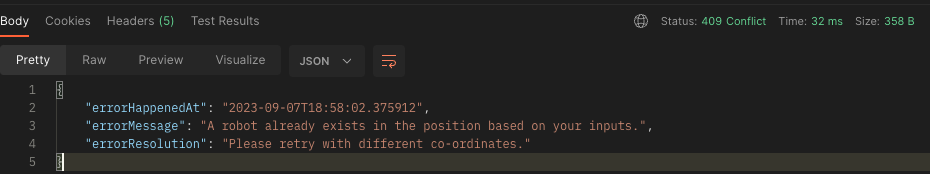 Body Cookies Headers (5) Test Results Status: 409 Conflict Time: 32 ms Size: 358 B
Pretty Raw Preview Visualize JSON
1 {
2 "errorHappenedAt": "2023-09-07T18:58:02.375912",
3 "errorMessage": "A robot already exists in the position based on your inputs.",
4 "errorResolution": "Please retry with different co-ordinates."
5 }